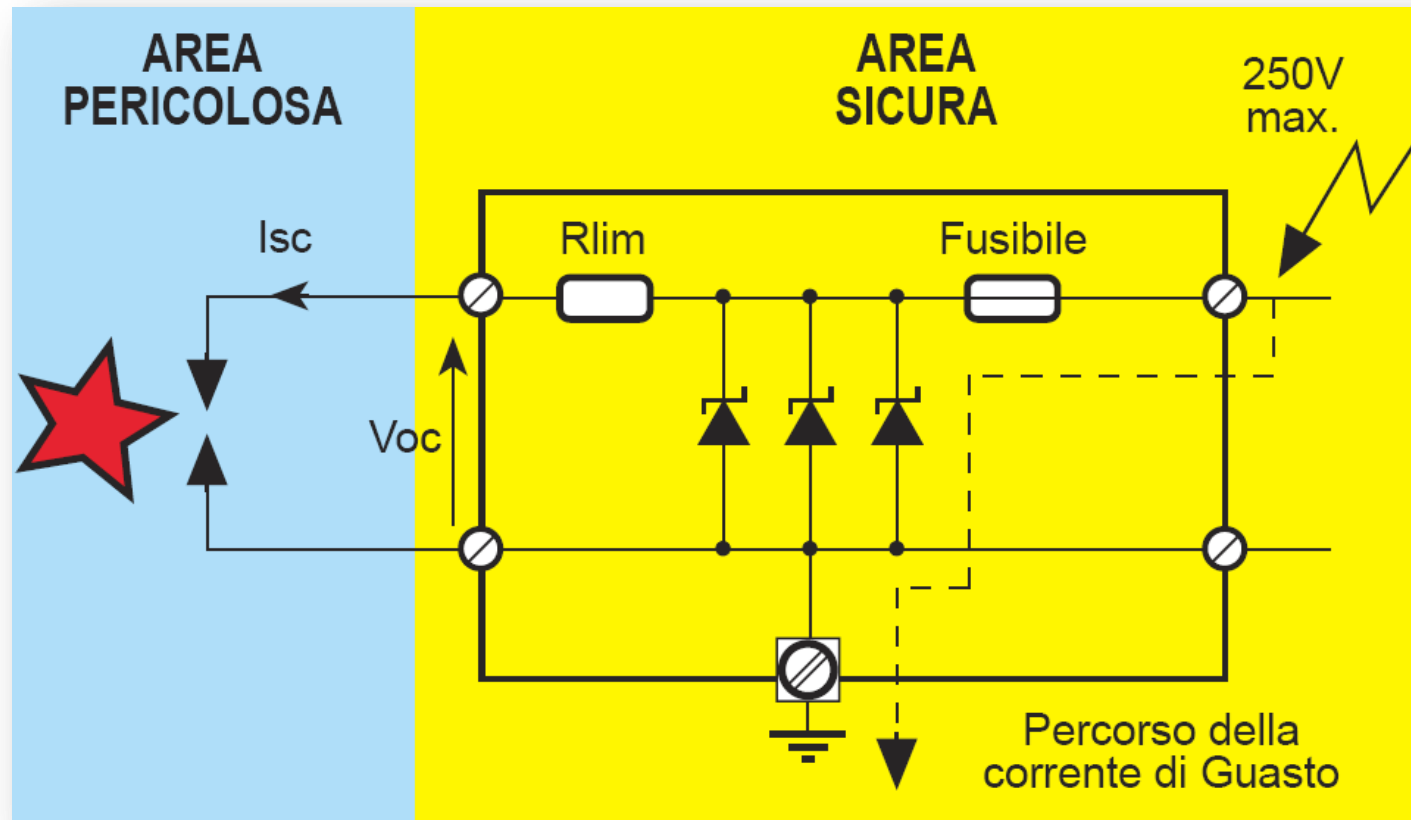 AREA
PERICOLOSA
AREA
SICURA
250V
max.
Isc
Rlim
Fusibile
Voc
Percorso della
corrente di Guasto